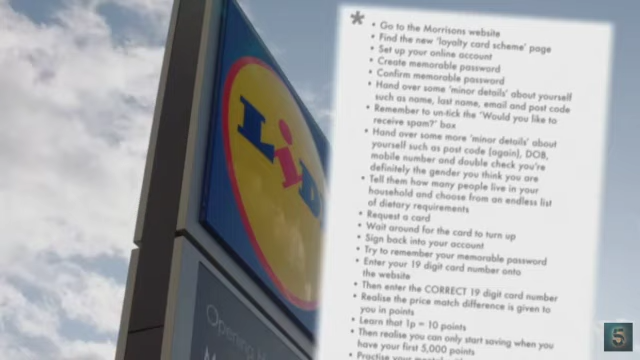 LiD
Opening
*
• Go to the Morrisons website
• Find the new 'loyalty card scheme' page
• Set up your online account
• Create memorable password
• Confirm memorable password
• Hand over some 'minor details' about yourself
such as name, last name, email and post code
• Remember to un-tick the 'Would you like to
receive spam?' box
• Hand over some more 'minor details' about
yourself such as post code (again), DOB,
mobile number and double check you're
definitely the gender you think you are
• Tell them how many people live in your
household and choose from an endless list
of dietary requirements
• Request a card
• Wait around for the card to turn up
• Sign back into your account
• Try to remember your memorable password
• Enter your 19 digit card number onto
the website
• Then enter the CORRECT 19 digit card number
• Realise the price match difference is given to
you in points
• Learn that 1p = 10 points
• Then realise you can only start saving when you
have your first 5,000 points
• Practise your
5